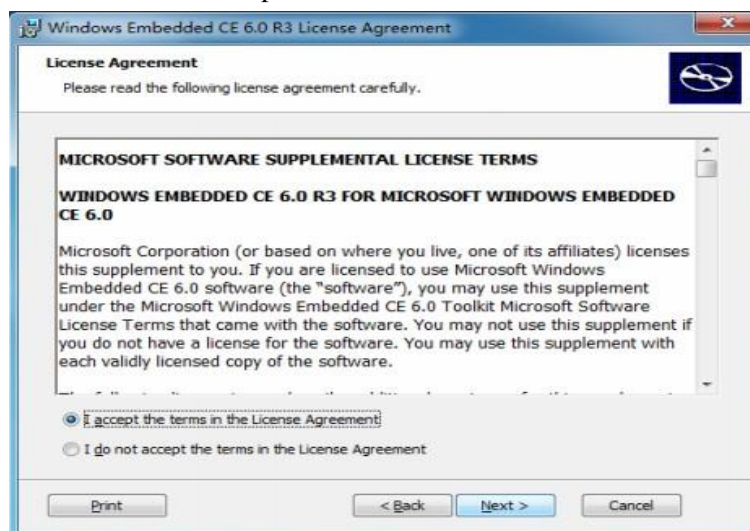 Windows Embedded CE 6.0 R3 License Agreement
License Agreement
Please read the following license agreement carefully.
MICROSOFT SOFTWARE SUPPLEMENTAL LICENSE TERMS
WINDOWS EMBEDDED CE 6.0 R3 FOR MICROSOFT WINDOWS EMBEDDED
CE 6.0
Microsoft Corporation (or based on where you live, one of its affiliates) licenses
this supplement to you. If you are licensed to use Microsoft Windows
Embedded CE 6.0 software (the “software”), you may use this supplement
under the Microsoft Windows Embedded CE 6.0 Toolkit Microsoft Software
License Terms that came with the software. You may not use this supplement if
you do not have a license for the software. You may use this supplement with
each validly licensed copy of the software.
I accept the terms in the License Agreement
I do not accept the terms in the License Agreement
Print
< Back
Next >
Cancel